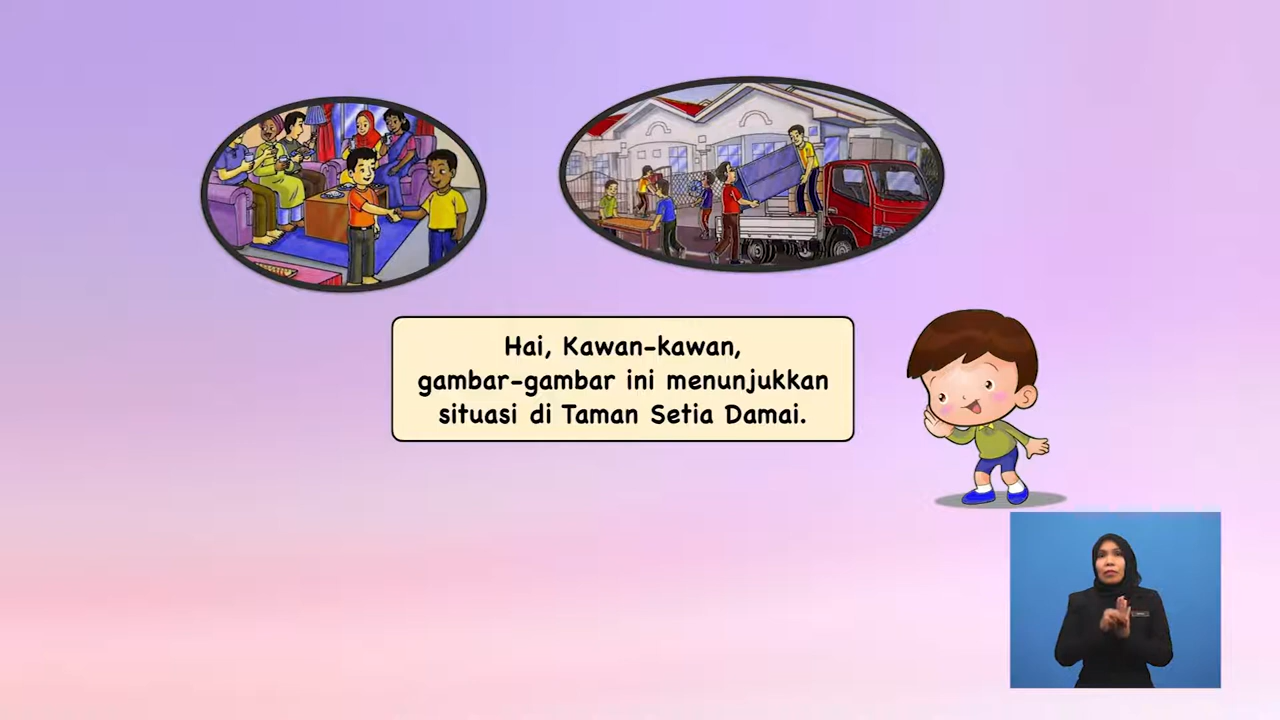 Hai, Kawan-kawan,
gambar-gambar ini menunjukkan
situasi di Taman Setia Damai.